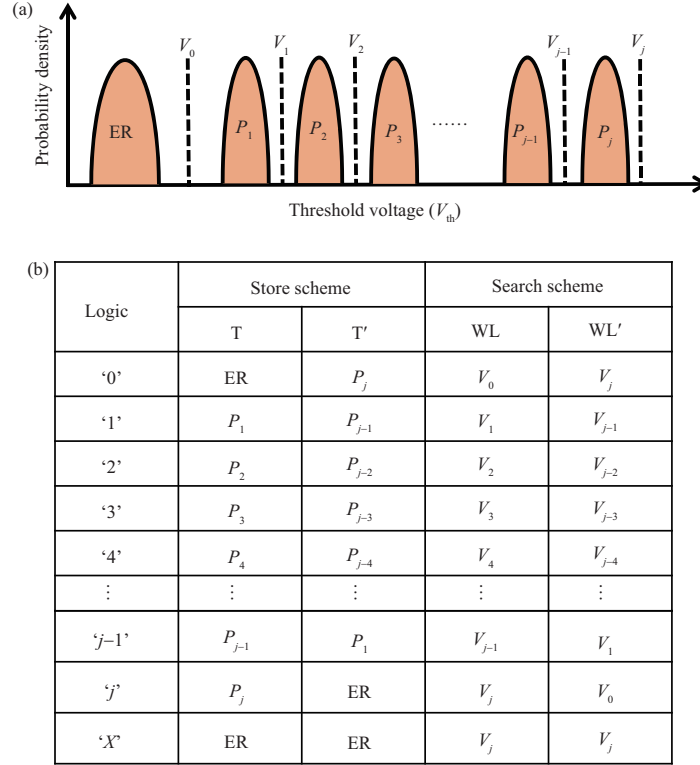 (a)
Probability density
V₀ V₁ V₂ Vⱼ₋₁ Vⱼ
ER P₁ P₂ P₃ ...... Pⱼ₋₁ Pⱼ
Threshold voltage (Vₜₕ)
(b)
Logic Store scheme Search scheme
T T′ WL WL′
‘0’ ER Pⱼ V₀ Vⱼ
‘1’ P₁ Pⱼ₋₁ V₁ Vⱼ₋₁
‘2’ P₂ Pⱼ₋₂ V₂ Vⱼ₋₂
‘3’ P₃ Pⱼ₋₃ V₃ Vⱼ₋₃
‘4’ P₄ Pⱼ₋₄ V₄ Vⱼ₋₄
⋮ ⋮ ⋮ ⋮ ⋮
‘j−1’ Pⱼ₋₁ P₁ Vⱼ₋₁ V₁
‘j’ Pⱼ ER Vⱼ V₀
‘X’ ER ER Vⱼ Vⱼ